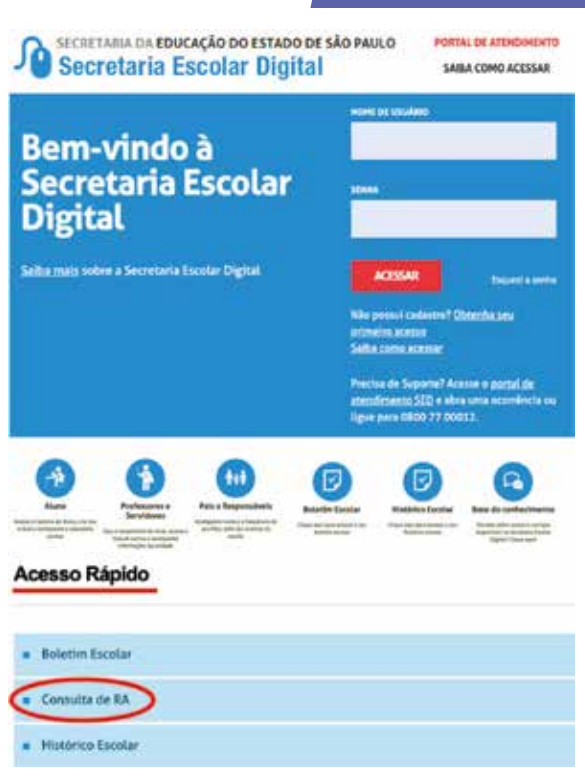 SECRETARIA DA EDUCAÇÃO DO ESTADO DE SÃO PAULO
Secretaria Escolar Digital
PORTAL DE ATENDIMENTO
SAIBA COMO ACESSAR
Bem-vindo à
Secretaria Escolar
Digital
Saiba mais sobre a Secretaria Escolar Digital
NOME DE USUÁRIO
SENHA
ACESSAR
Esqueci a senha
Não possui cadastro? Obtenha seu
primeiro acesso
Saiba como acessar
Precisa de Suporte? Acesse o portal de
atendimento SED e abra uma ocorrência ou
ligue para 0800 77 00012.
Aluno
Professores e
Servidores
Pais e Responsáveis
Boletim Escolar
Histórico Escolar
Base de conhecimento
Acesso Rápido
Boletim Escolar
Consulta de RA
Histórico Escolar